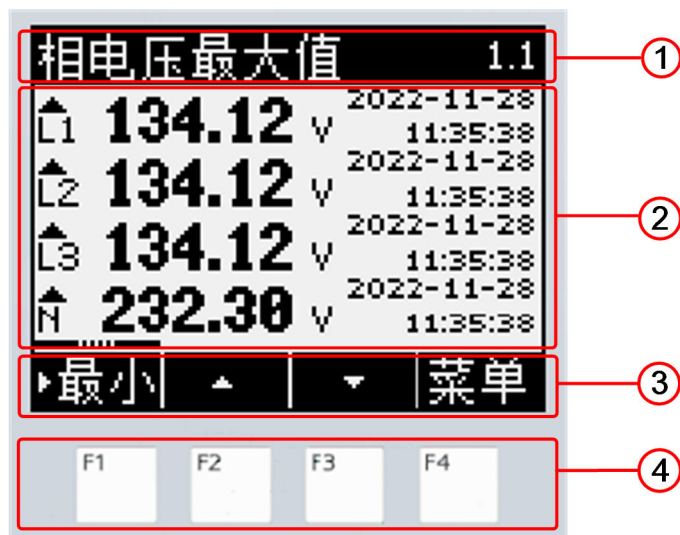 相电压最大值 1.1
①
L1 134.12 V 2022-11-28 11:35:38
L2 134.12 V 2022-11-28 11:35:38
②
L3 134.12 V 2022-11-28 11:35:38
N 232.30 V 2022-11-28 11:35:38
最小 ▲ ▼ 菜单
③
F1 F2 F3 F4
④